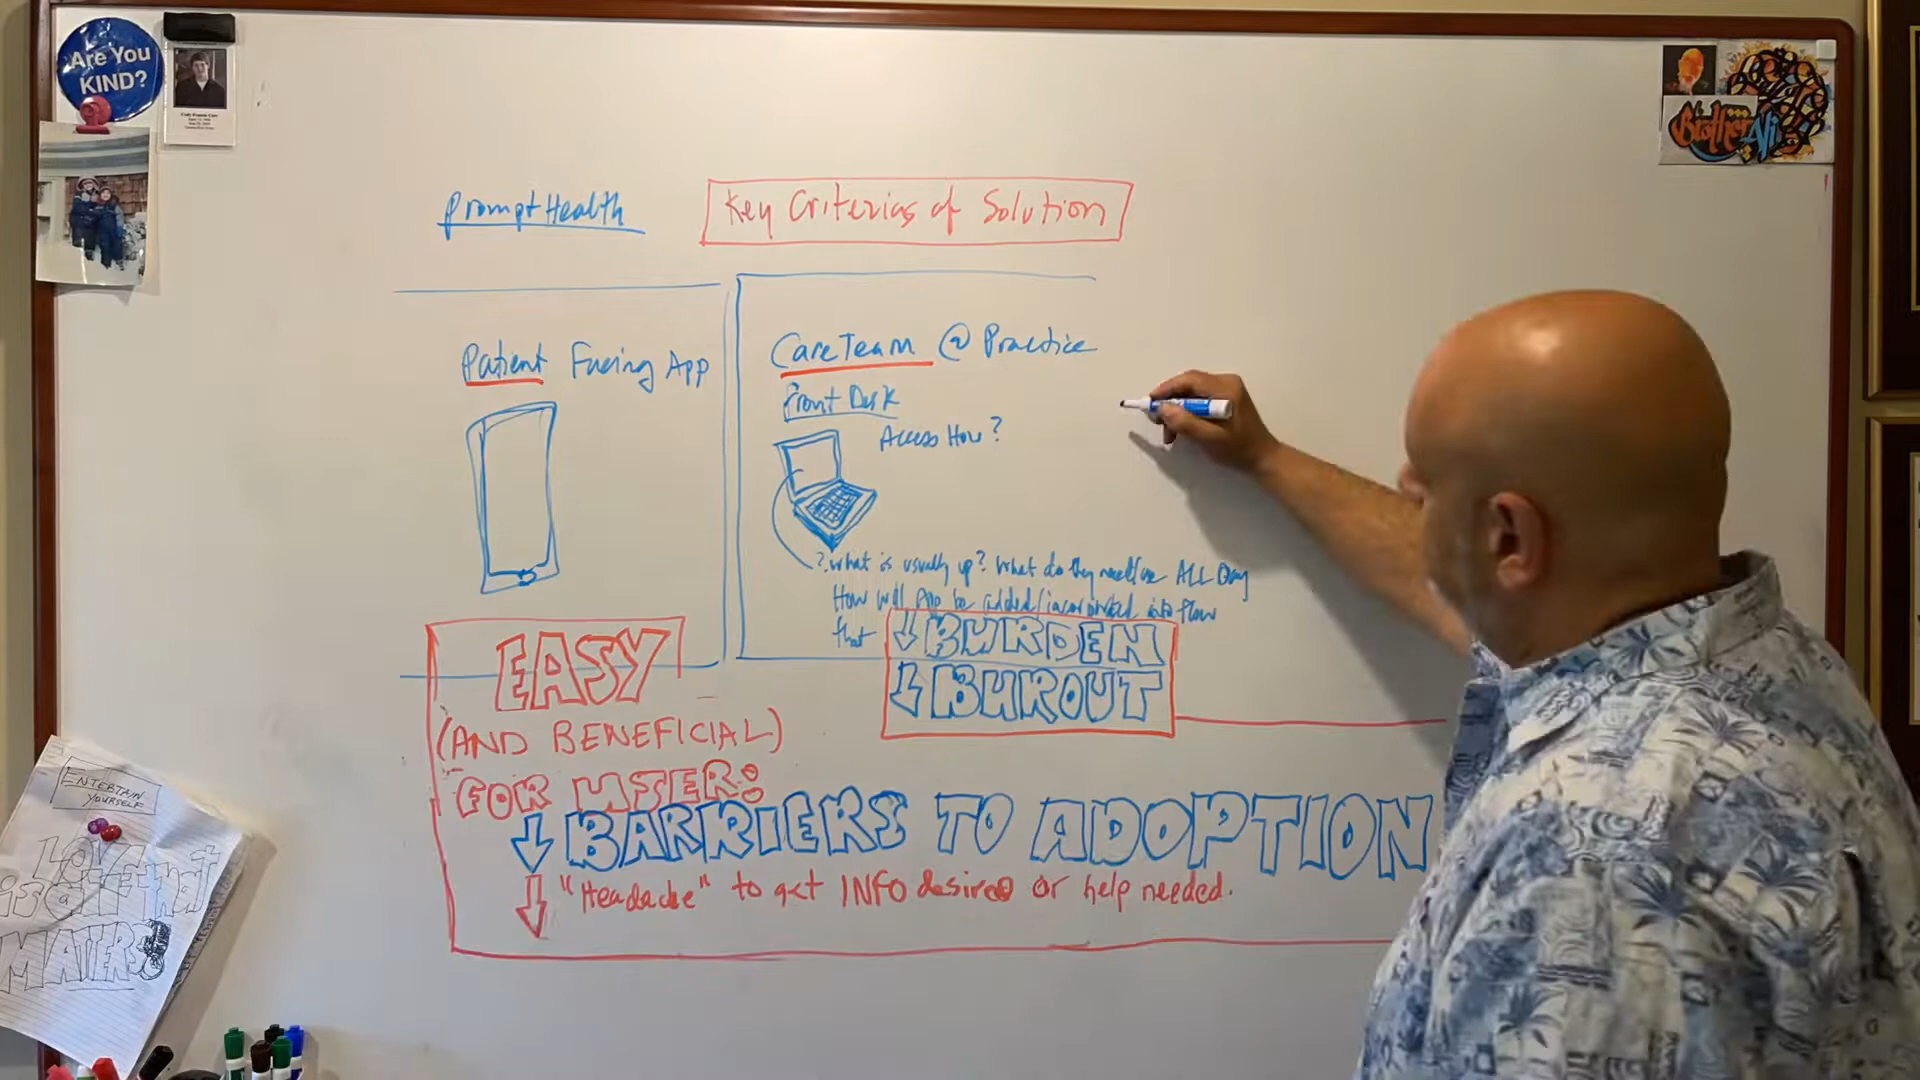 Are You
KIND?
Brother Ali
PromptHealth
Key Criterias of Solution
Patient Facing App
CareTeam @ Practice
Front Desk
Access How?
?. What is usually up? What do they need/use ALL Day
How will App be added/incorporated into flow
that ↓ BURDEN
↓ BUROUT
EASY
(AND BENEFICIAL)
FOR USER:
↓ BARRIERS TO ADOPTION
↓ "Headache" to get INFO desired or help needed.
ENTERTAIN
YOURSELF
LOVE
is a that
MATTERS